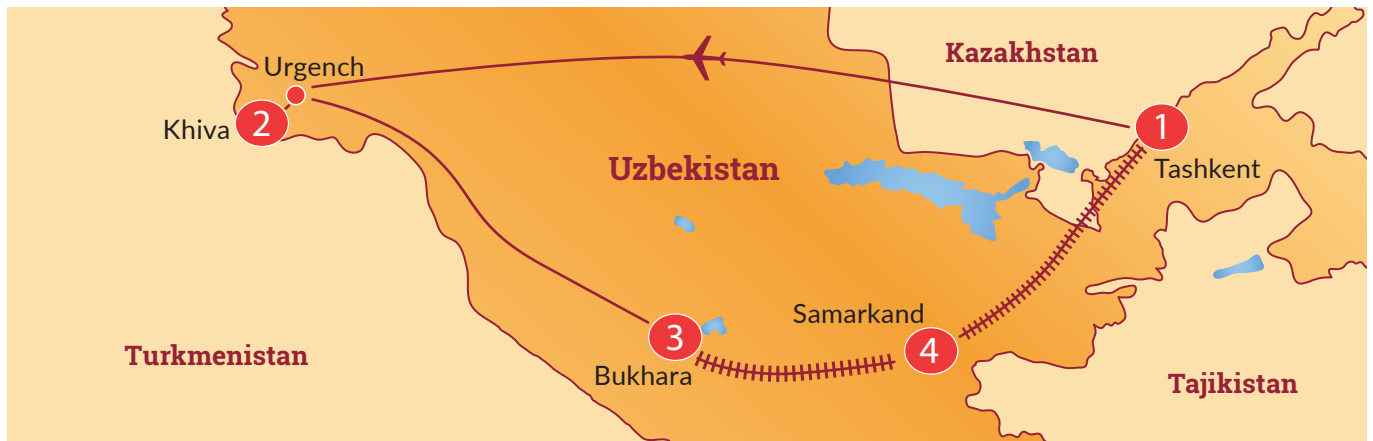 Kazakhstan
Urgench
2
Khiva
1
Tashkent
Uzbekistan
Samarkand
3
4
Bukhara
Turkmenistan
Tajikistan